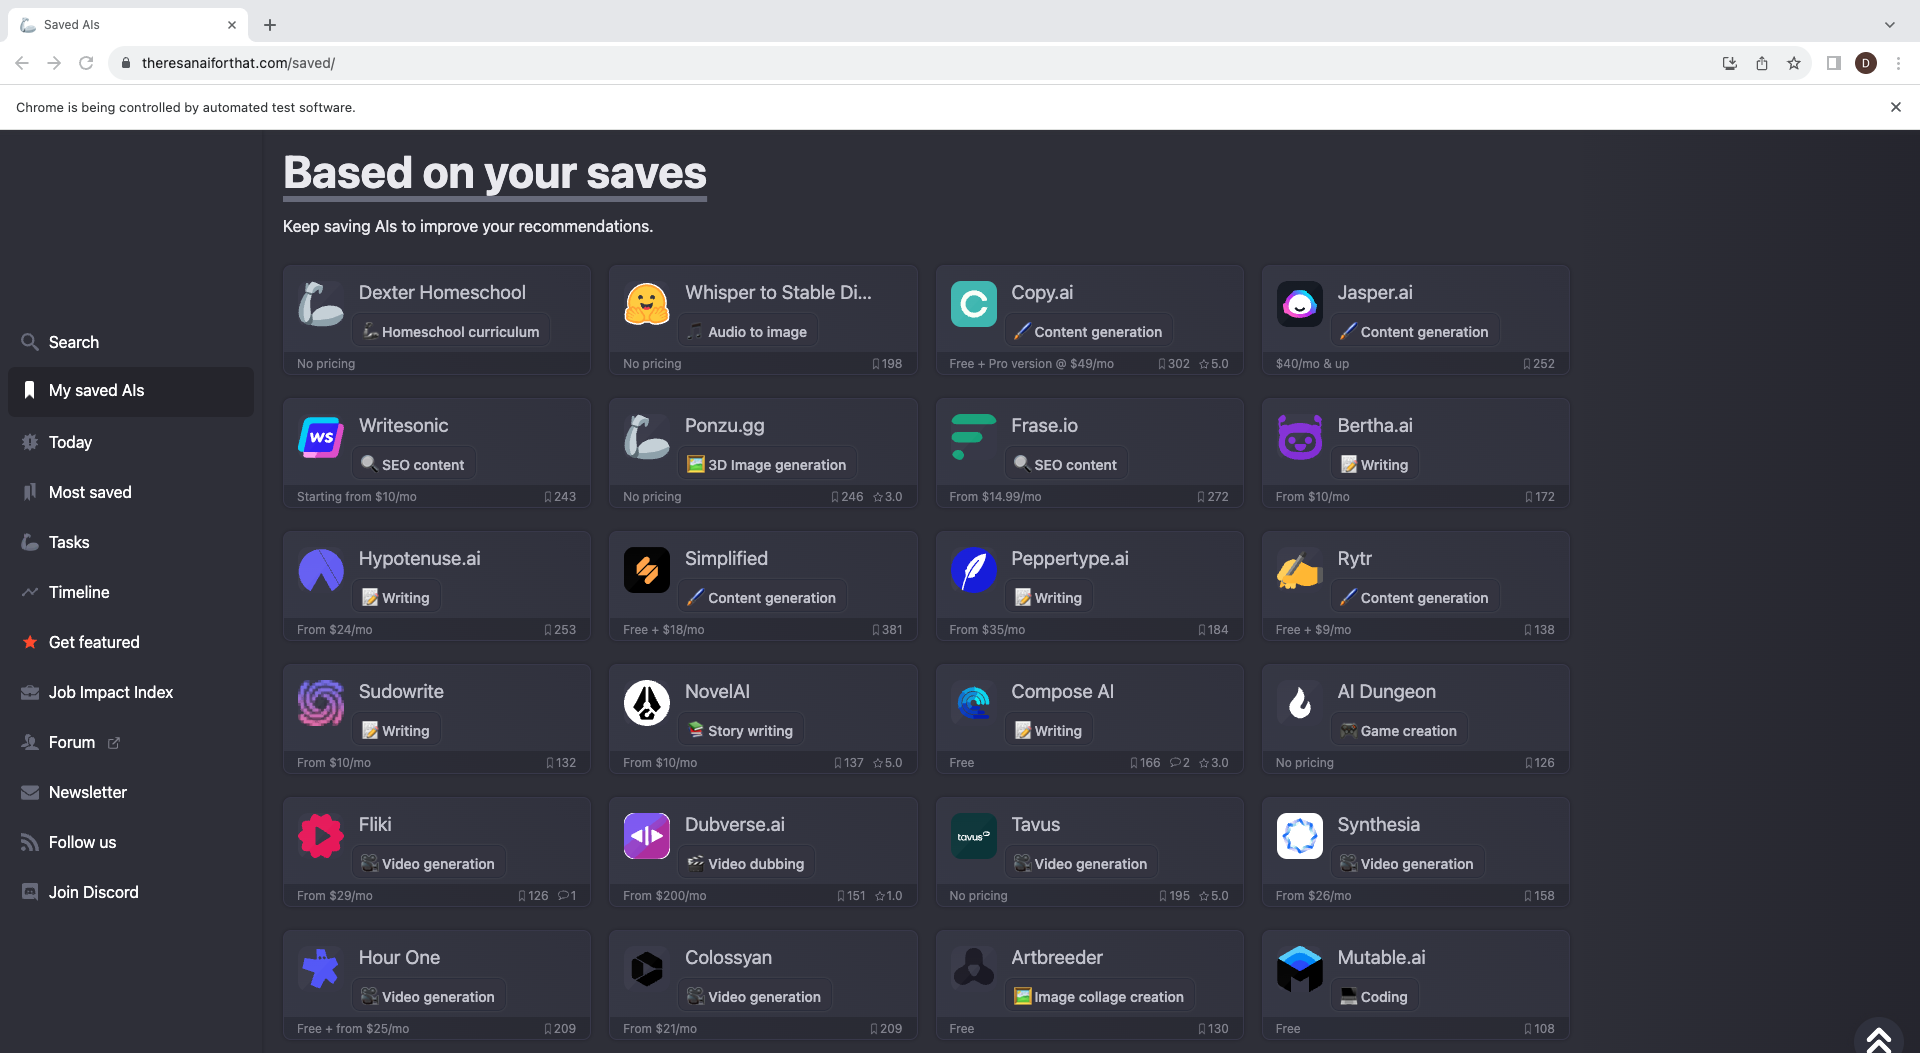 Saved AIs
theresanaiforthat.com/saved/
D
Chrome is being controlled by automated test software.
Based on your saves
Keep saving AIs to improve your recommendations.
Search
My saved AIs
Today
Most saved
Tasks
Timeline
Get featured
Job Impact Index
Forum
Newsletter
Follow us
Join Discord
Dexter Homeschool
Homeschool curriculum
No pricing
Whisper to Stable Di...
Audio to image
No pricing 198
Copy.ai
Content generation
Free + Pro version @ $49/mo 302 5.0
Jasper.ai
Content generation
$40/mo & up 252
WS
Writesonic
SEO content
Starting from $10/mo 243
Ponzu.gg
3D Image generation
No pricing 246 3.0
Frase.io
SEO content
From $14.99/mo 272
Bertha.ai
Writing
From $10/mo 172
Hypotenuse.ai
Writing
From $24/mo 253
Simplified
Content generation
Free + $18/mo 381
Peppertype.ai
Writing
From $35/mo 184
Rytr
Content generation
Free + $9/mo 138
Sudowrite
Writing
From $10/mo 132
NovelAI
Story writing
From $10/mo 137 5.0
Compose AI
Writing
Free 166 2 3.0
AI Dungeon
Game creation
No pricing 126
Fliki
Video generation
From $29/mo 126 1
Dubverse.ai
Video dubbing
From $200/mo 151 1.0
tavus
Tavus
Video generation
No pricing 195 5.0
Synthesia
Video generation
From $26/mo 158
Hour One
Video generation
Free + from $25/mo 209
Colossyan
Video generation
From $21/mo 209
Artbreeder
Image collage creation
Free 130
Mutable.ai
Coding
Free 108